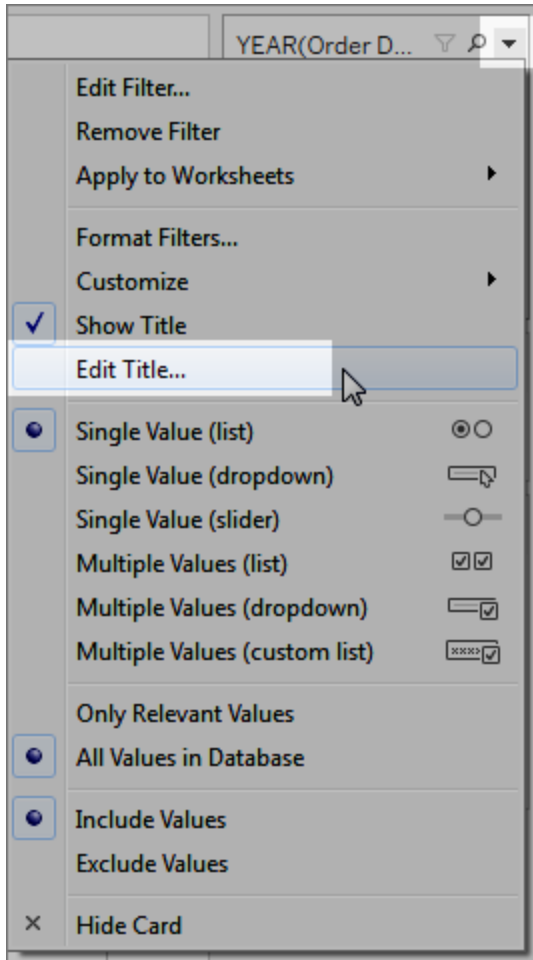 YEAR(Order D...
Edit Filter...
Remove Filter
Apply to Worksheets
Format Filters...
Customize
Show Title
Edit Title...
Single Value (list)
Single Value (dropdown)
Single Value (slider)
Multiple Values (list)
Multiple Values (dropdown)
Multiple Values (custom list)
Only Relevant Values
All Values in Database
Include Values
Exclude Values
Hide Card